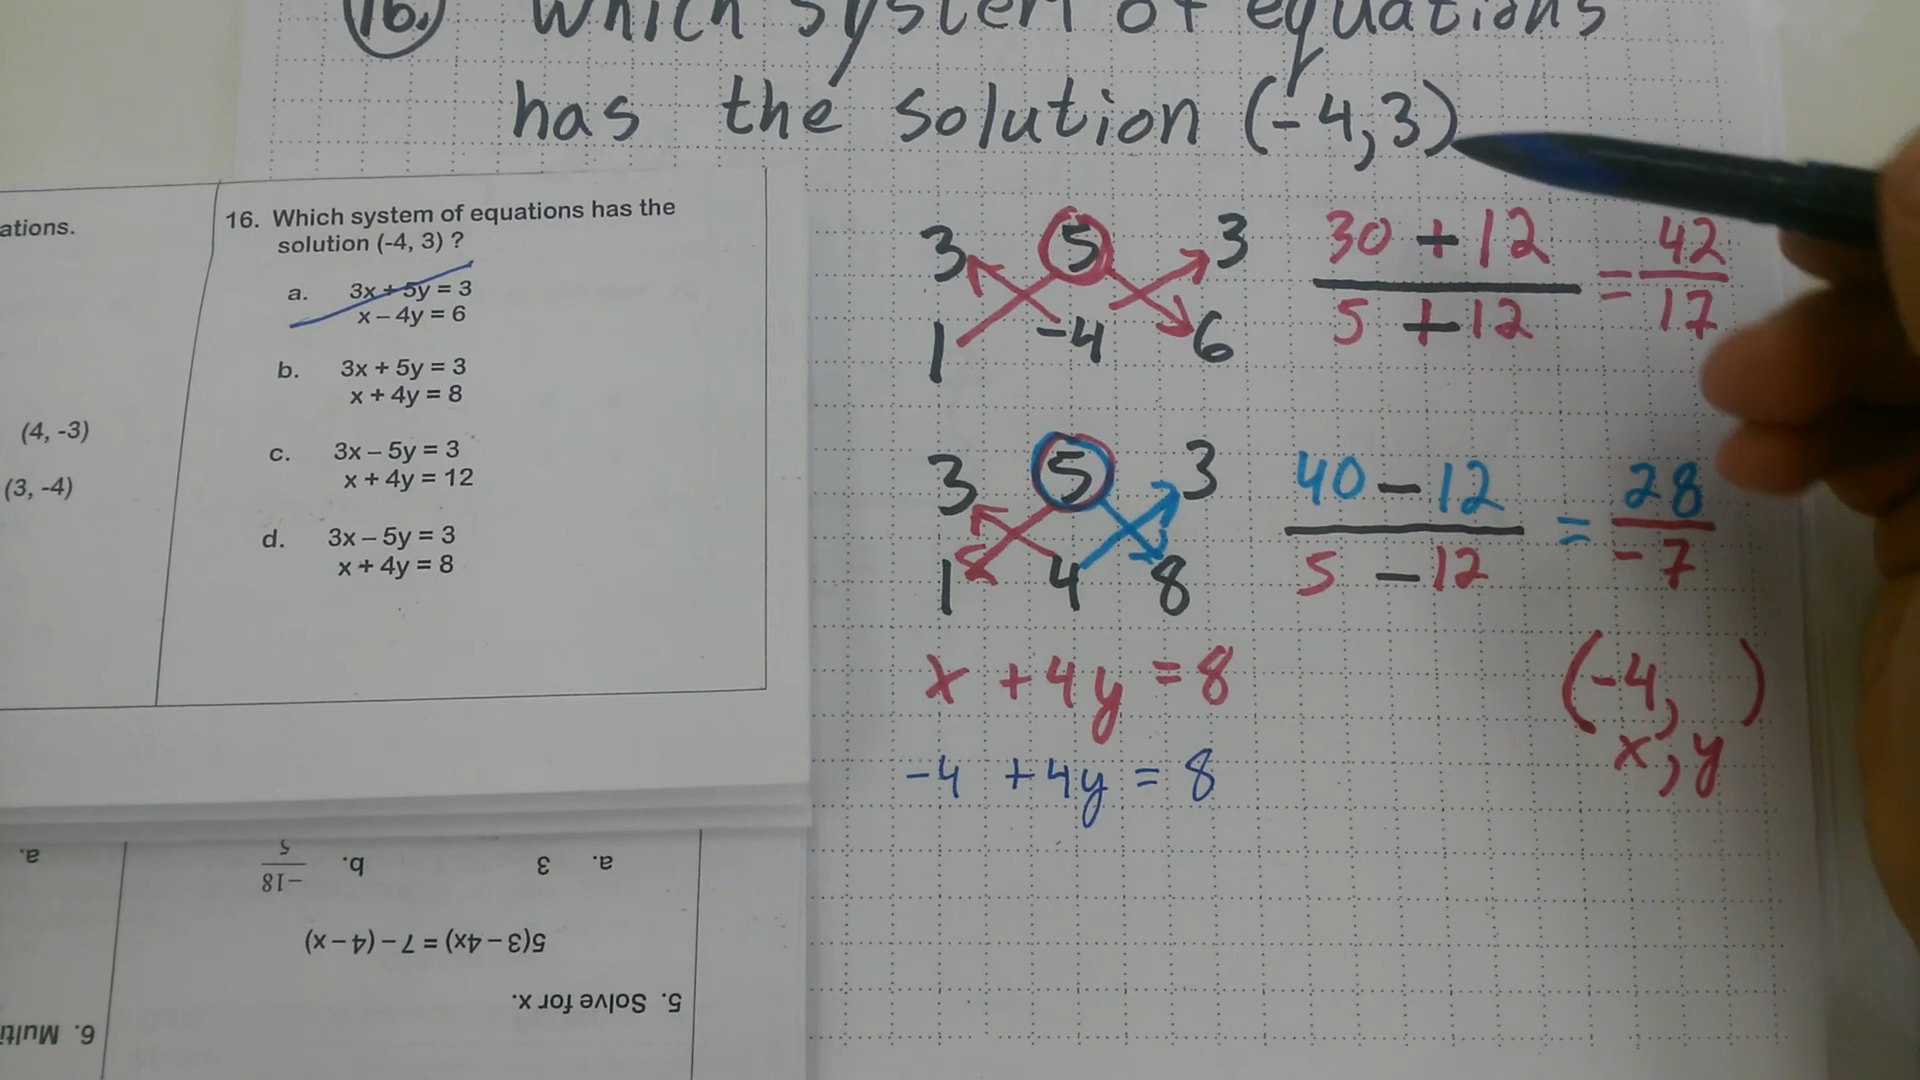 16. Which system of equations
has the solution (-4,3)
ations.
(4, -3)
(3, -4)
16. Which system of equations has the
solution (-4, 3) ?
a. 3x + 5y = 3
x – 4y = 6
b. 3x + 5y = 3
x + 4y = 8
c. 3x – 5y = 3
x + 4y = 12
d. 3x – 5y = 3
x + 4y = 8
3 5 3
1 -4 6
30 + 12
5 + 12
= 42
17
3 5 3
1 4 8
40 - 12
5 - 12
= 28
-7
x + 4y = 8
(-4, )
x, y
-4 + 4y = 8
5. Solve for x.
5(3 – 4x) = 7 – (4 – x)
a. 3
b. –18
5
a.
6. Multi